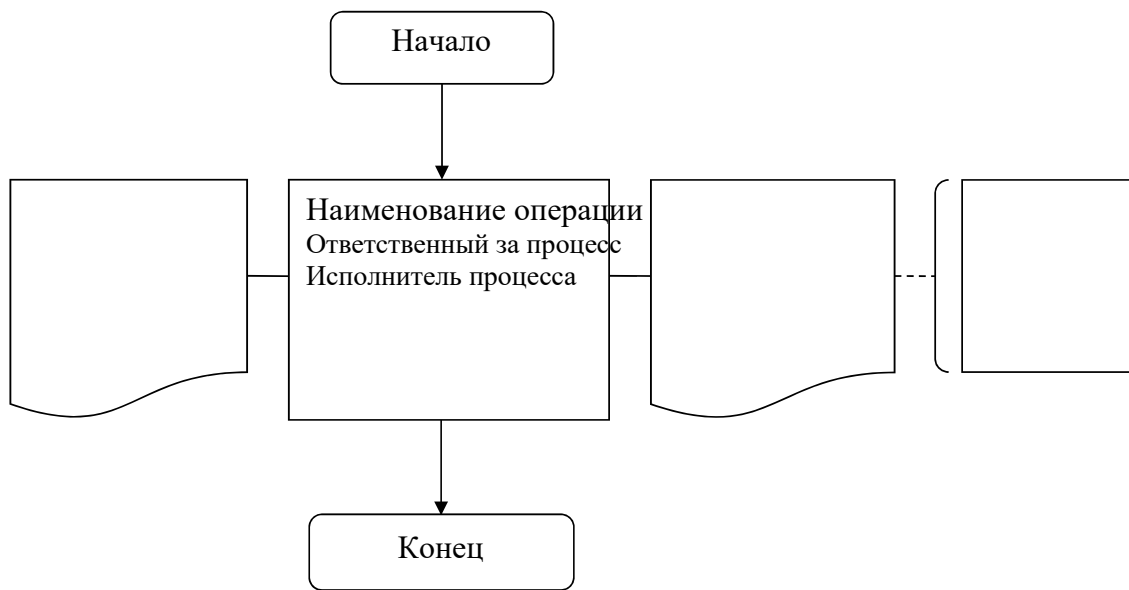 Начало
Наименование операции
Ответственный за процесс
Исполнитель процесса
Конец